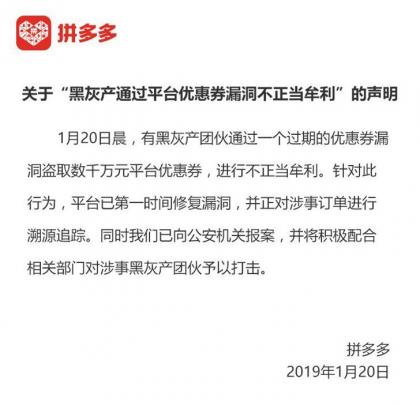 拼多多
关于“黑灰产通过平台优惠券漏洞不正当牟利”的声明
1月20日晨，有黑灰产团伙通过一个过期的优惠券漏
洞盗取数千万元平台优惠券，进行不正当牟利。针对此
行为，平台已第一时间修复漏洞，并正对涉事订单进行
溯源追踪。同时我们已向公安机关报案，并将积极配合
相关部门对涉事黑灰产团伙予以打击。
拼多多
2019年1月20日